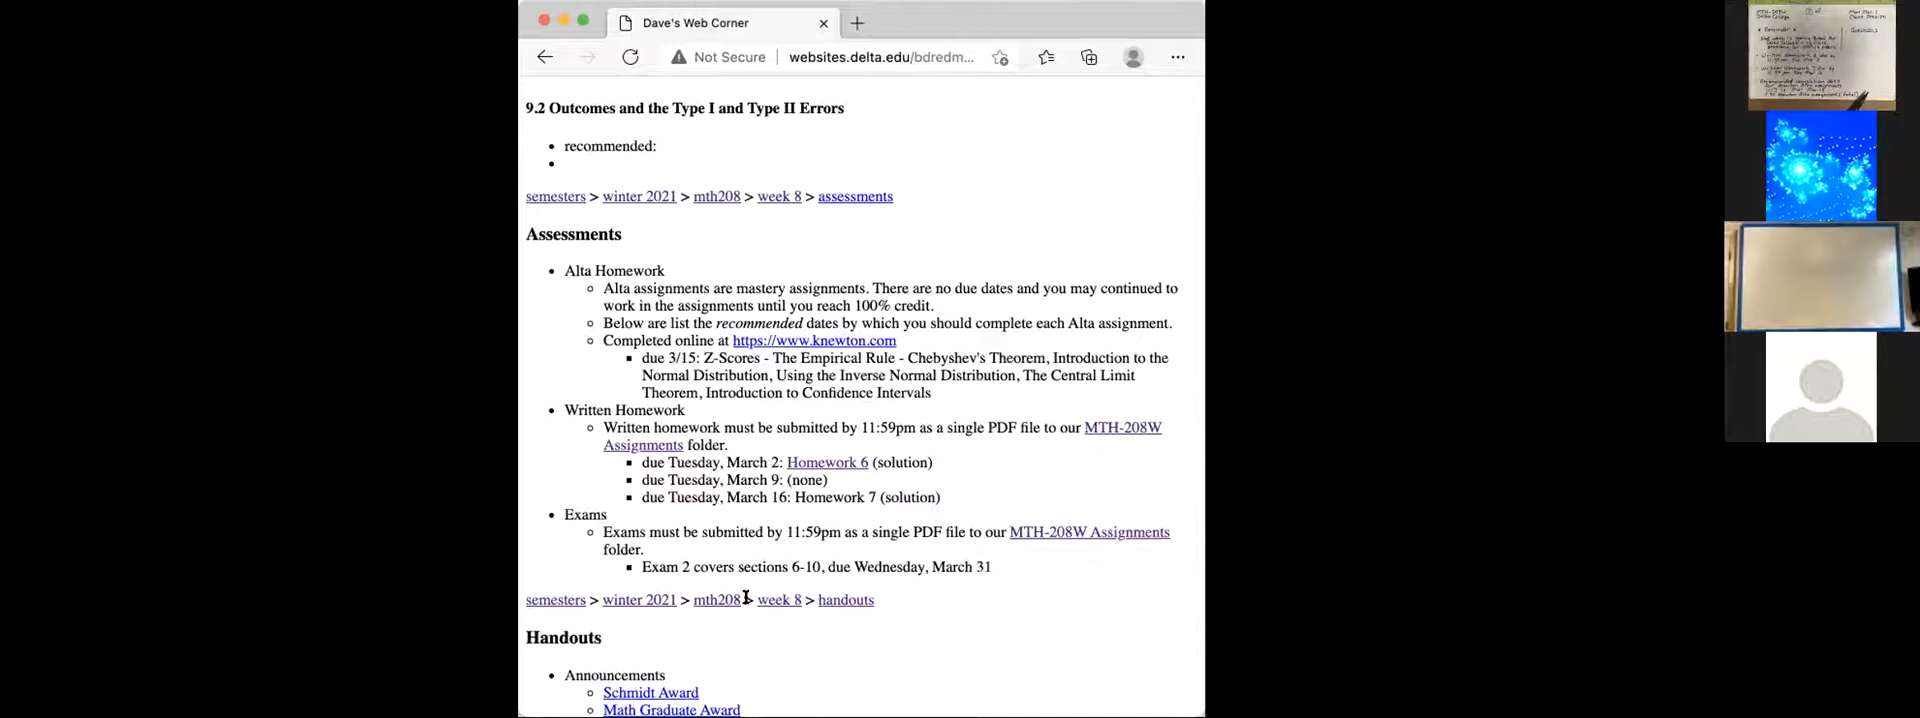 Dave's Web Corner
Not Secure
websites.delta.edu/bdredm...
9.2 Outcomes and the Type I and Type II Errors
recommended:
semesters > winter 2021 > mth208 > week 8 > assessments
Assessments
Alta Homework
Alta assignments are mastery assignments. There are no due dates and you may continued to
work in the assignments until you reach 100% credit.
Below are list the recommended dates by which you should complete each Alta assignment.
Completed online at https://www.knewton.com
due 3/15: Z-Scores - The Empirical Rule - Chebyshev's Theorem, Introduction to the
Normal Distribution, Using the Inverse Normal Distribution, The Central Limit
Theorem, Introduction to Confidence Intervals
Written Homework
Written homework must be submitted by 11:59pm as a single PDF file to our MTH-208W
Assignments folder.
due Tuesday, March 2: Homework 6 (solution)
due Tuesday, March 9: (none)
due Tuesday, March 16: Homework 7 (solution)
Exams
Exams must be submitted by 11:59pm as a single PDF file to our MTH-208W Assignments
folder.
Exam 2 covers sections 6-10, due Wednesday, March 31
semesters > winter 2021 > mth208 > week 8 > handouts
Handouts
Announcements
Schmidt Award
Math Graduate Award